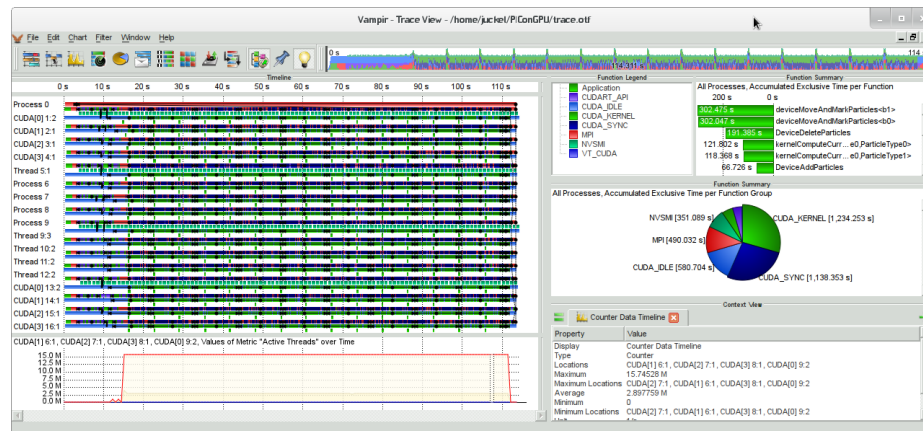 Vampir - Trace View - /home/juckel/PIConGPU/trace.otf
File Edit Chart Filter Window Help
0 s
114
114.311 s
Timeline
0 s 10 s 20 s 30 s 40 s 50 s 60 s 70 s 80 s 90 s 100 s 110 s
Process 0
CUDA[0] 1:2
CUDA[1] 2:1
CUDA[2] 3:1
CUDA[3] 4:1
Thread 5:1
Process 6
Process 7
Process 8
Process 9
Thread 9:3
Thread 10:2
Thread 11:2
Thread 12:2
CUDA[0] 13:2
CUDA[1] 14:1
CUDA[2] 15:1
CUDA[3] 16:1
CUDA[1] 6:1, CUDA[2] 7:1, CUDA[3] 8:1, CUDA[0] 9:2, Values of Metric "Active Threads" over Time
15.0 M
12.5 M
10.0 M
7.5 M
5.0 M
2.5 M
0.0 M
Function Legend
Application
CUDART_API
CUDA_IDLE
CUDA_KERNEL
CUDA_SYNC
MPI
NVSMI
VT_CUDA
Function Summary
All Processes, Accumulated Exclusive Time per Function
200 s 0 s
302.475 s deviceMoveAndMarkParticles<b1>
302.047 s deviceMoveAndMarkParticles<b0>
191.385 s DeviceDeleteParticles
121.802 s kernelComputeCurr... e0,ParticleType0>
118.368 s kernelComputeCurr... e0,ParticleType1>
66.726 s DeviceAddParticles
Function Summary
All Processes, Accumulated Exclusive Time per Function Group
NVSMI [351.089 s]
CUDA_KERNEL [1,234.253 s]
MPI [490.032 s]
CUDA_IDLE [580.704 s]
CUDA_SYNC [1,138.353 s]
Context View
Counter Data Timeline
Property Value
Display Counter Data Timeline
Type Counter
Locations CUDA[1] 6:1, CUDA[2] 7:1, CUDA[3] 8:1, CUDA[0] 9:2
Maximum 15.74528 M
Maximum Locations CUDA[2] 7:1, CUDA[1] 6:1, CUDA[3] 8:1, CUDA[0] 9:2
Average 2.897759 M
Minimum 0
Minimum Locations CUDA[2] 7:1, CUDA[1] 6:1, CUDA[3] 8:1, CUDA[0] 9:2